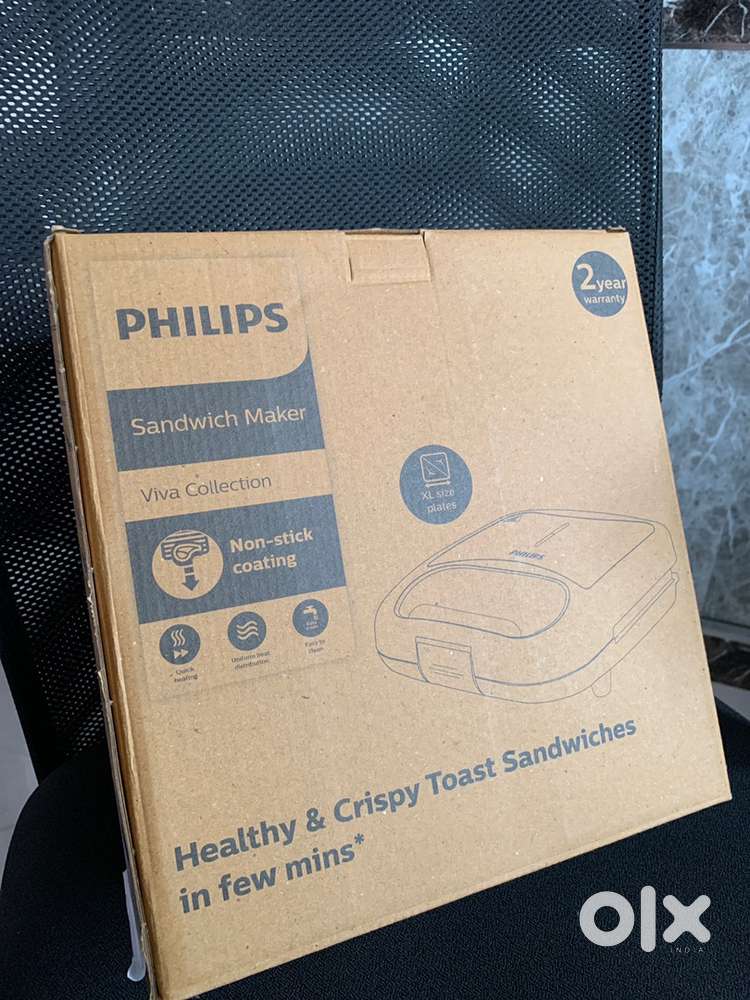 PHILIPS
Sandwich Maker
Viva Collection
Non-stick
coating
Quick
heating
Uniform heat
distribution
Easy to
clean
2 year
warranty
XL size
plates
PHILIPS
Healthy & Crispy Toast Sandwiches
in few mins*
olx
INDIA